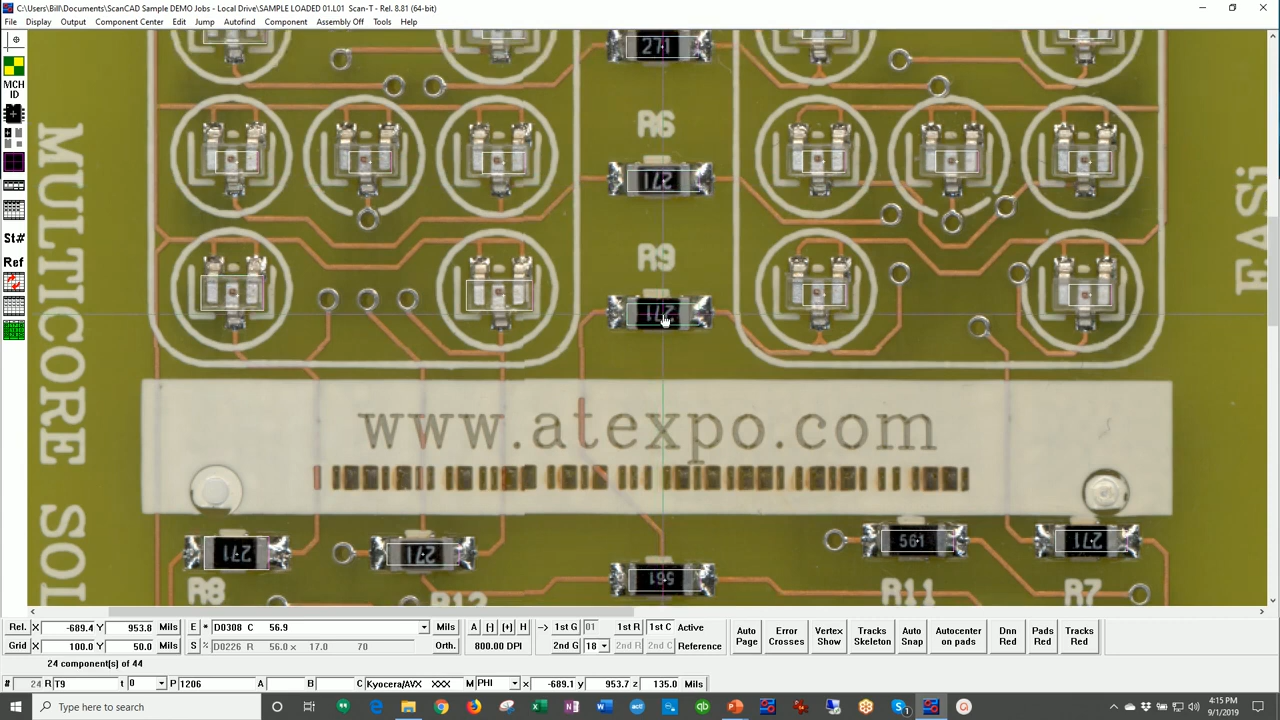 C:\Users\Bill\Documents\ScanCAD Sample DEMO Jobs - Local Drive\SAMPLE LOADED 01.L01 Scan-T - Rel. 8.81 (64-bit)
File Display Output Component Center Edit Jump Autofind Component Assembly Off Tools Help
MCH
ID
St#
Ref
MULTICORE SOL
EASi
271
R6
271
R9
271
www.atexpo.com
271
271
561
271
R8
561
R11
R7
R12
Rel. X -689.4 Y 953.8 Mils E * D0308 C 56.9 Mils A [-] [+] H --> 1st G 01 1st R 1st C Active
Grid X 100.0 Y 50.0 Mils S % D0226 R 56.0 x 17.0 70 Orth. 800.00 DPI 2nd G 18 2nd R 2nd C Reference
Auto Page
Error Crosses
Vertex Show
Tracks Skeleton
Auto Snap
Autocenter on pads
Dnn Red
Pads Red
Tracks Red
24 component(s) of 44
# 24 R T9 t 0 P 1206 A B C Kyocera/AVX XXX M PHI x -689.1 y 953.7 z 135.0 Mils
Type here to search
4:15 PM
9/1/2019